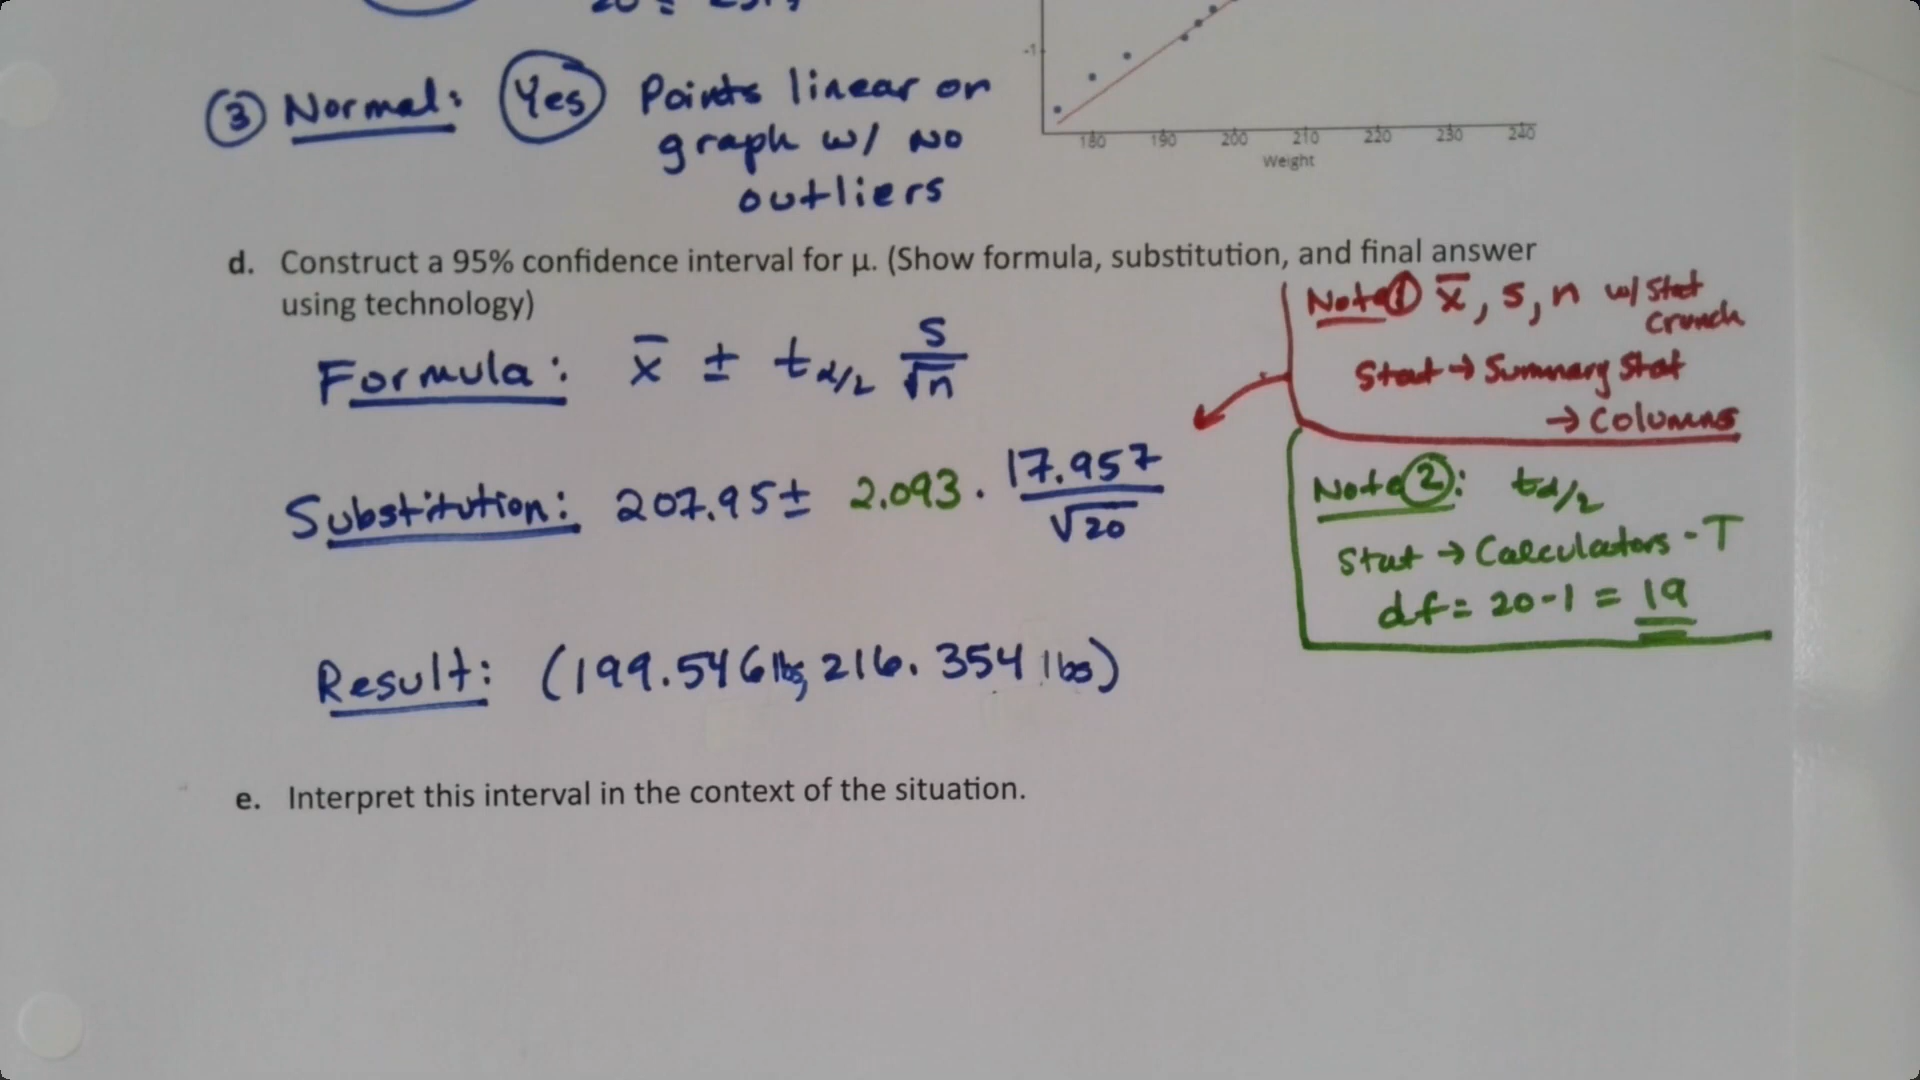 ③ Normal: Yes Points linear on
graph w/ No
outliers
-1
180 190 200 210 220 230 240
Weight
d. Construct a 95% confidence interval for μ. (Show formula, substitution, and final answer
using technology)
Formula: x̄ ± tα/2 s/√n
Note① x̄, s, n w/ Stat
Crunch
Stat → Summary Stat
→ Columns
Substitution: 207.95 ± 2.093 · 17.957/√20
Note②: tα/2
Stat → Calculators - T
df = 20-1 = 19
Result: (199.546 lbs, 216.354 lbs)
e. Interpret this interval in the context of the situation.